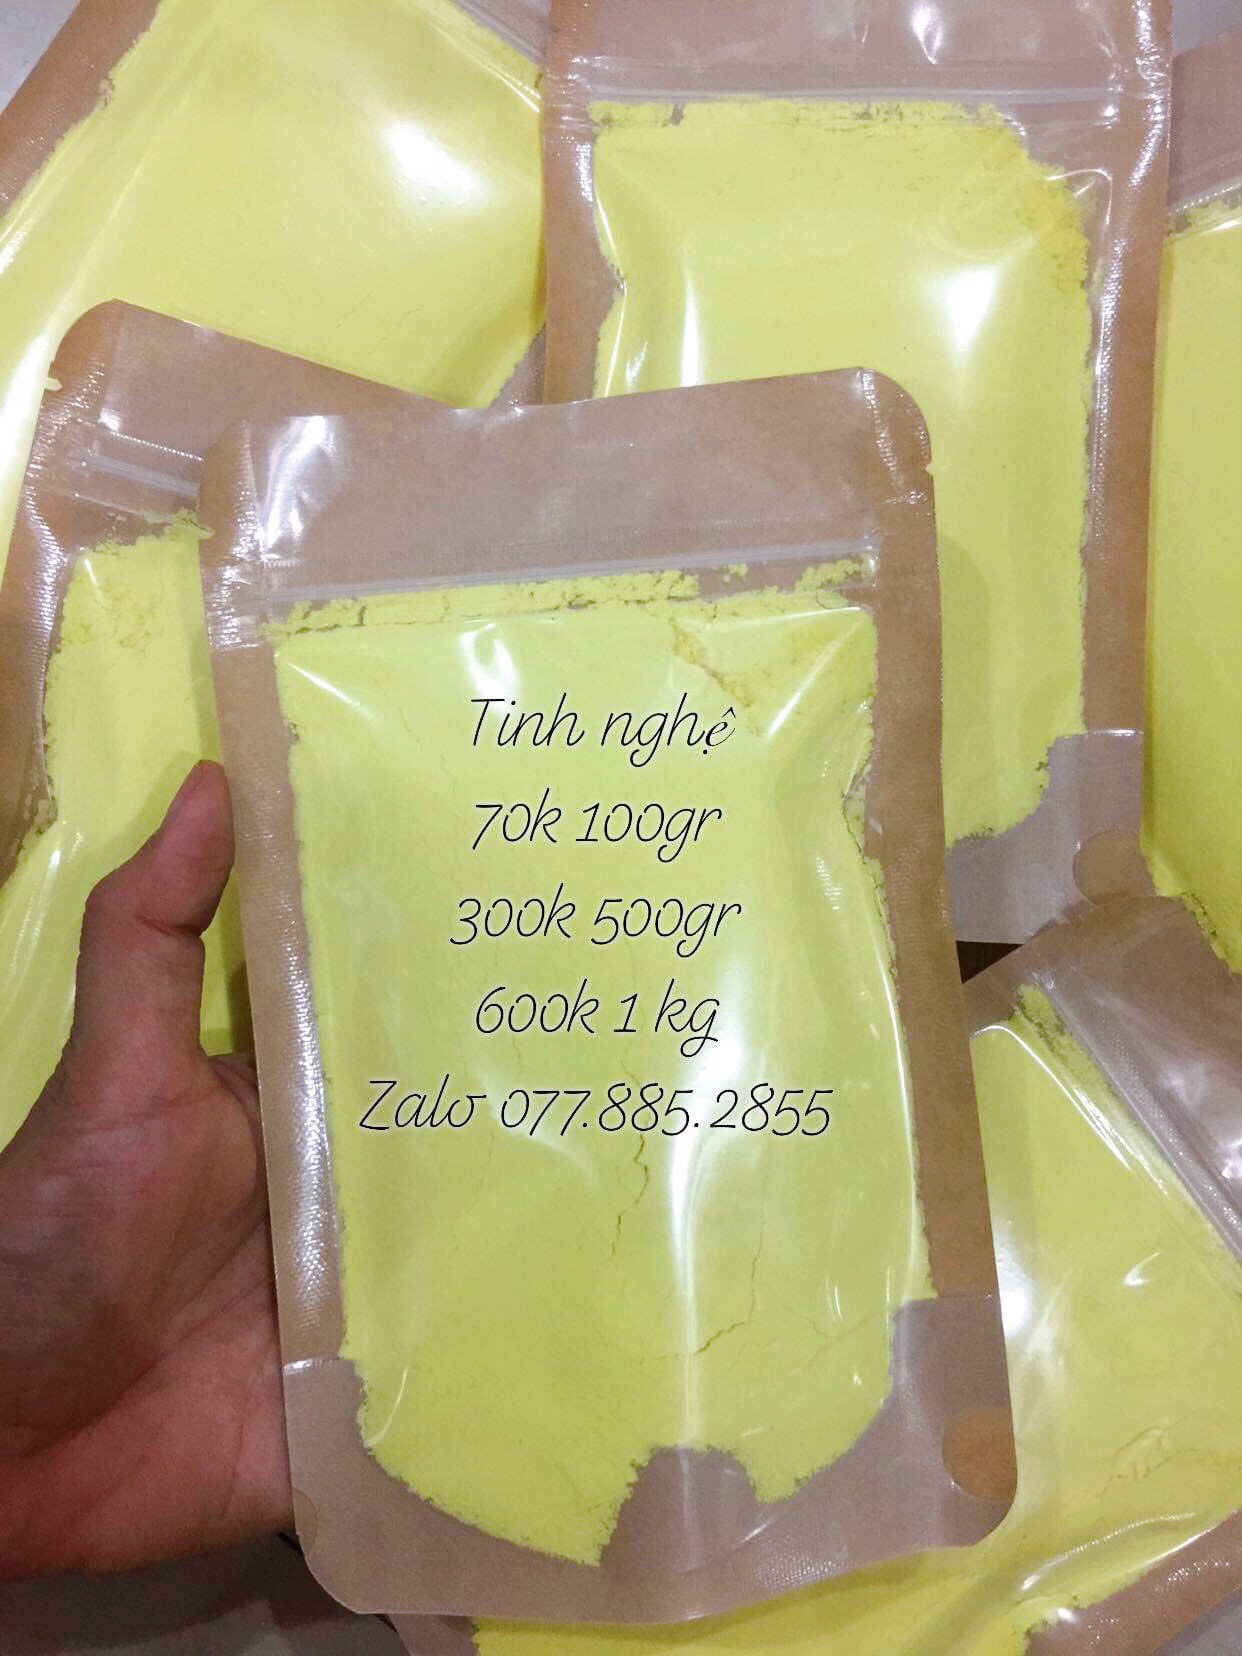 Tinh nghệ
70k 100gr
300k 500gr
600k 1 kg
Zalo 077.885.2855